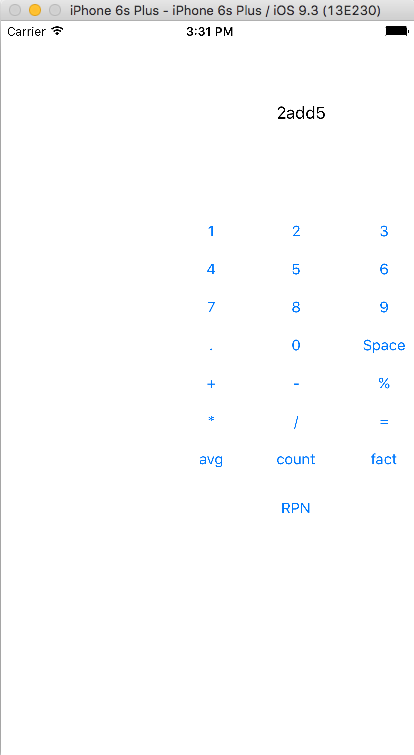 iPhone 6s Plus - iPhone 6s Plus / iOS 9.3 (13E230)
Carrier 3:31 PM
2add5
1 2 3
4 5 6
7 8 9
. 0 Space
+ - %
* / =
avg count fact
RPN